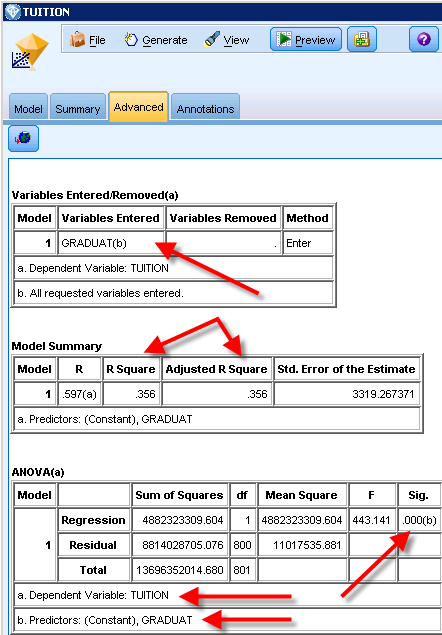 TUITION
File Generate View Preview
Model Summary Advanced Annotations
Variables Entered/Removed(a)
Model Variables Entered Variables Removed Method
1 GRADUAT(b) . Enter
a. Dependent Variable: TUITION
b. All requested variables entered.
Model Summary
Model R R Square Adjusted R Square Std. Error of the Estimate
1 .597(a) .356 .356 3319.267371
a. Predictors: (Constant), GRADUAT
ANOVA(a)
Model Sum of Squares df Mean Square F Sig.
Regression 4882323309.604 1 4882323309.604 443.141 .000(b)
1 Residual 8814028705.076 800 11017535.881
Total 13696352014.680 801
a. Dependent Variable: TUITION
b. Predictors: (Constant), GRADUAT